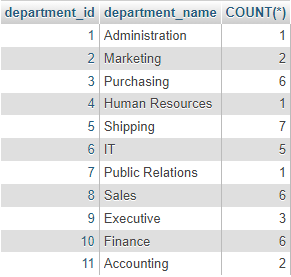 department_id department_name COUNT(*)
1 Administration 1
2 Marketing 2
3 Purchasing 6
4 Human Resources 1
5 Shipping 7
6 IT 5
7 Public Relations 1
8 Sales 6
9 Executive 3
10 Finance 6
11 Accounting 2